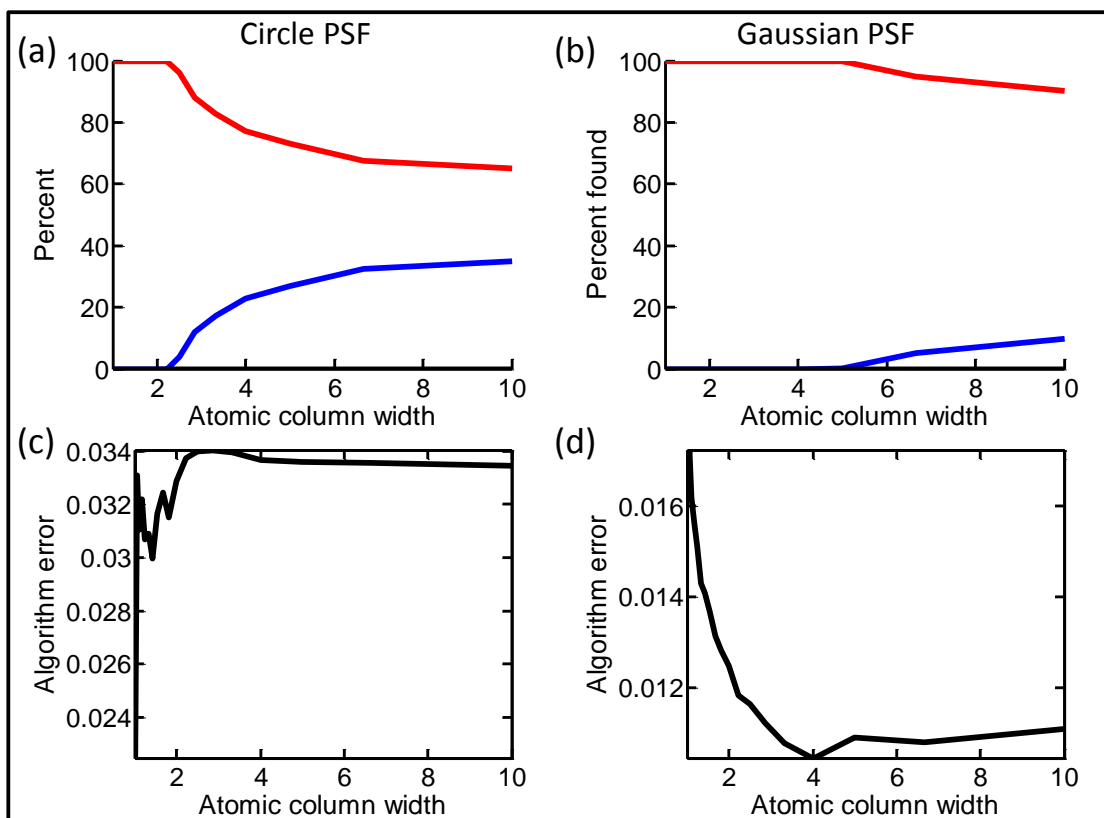 (a) Circle PSF
100
80
60
40
20
0
Percent
2 4 6 8 10
Atomic column width
(b) Gaussian PSF
100
80
60
40
20
0
Percent found
2 4 6 8 10
Atomic column width
(c)
0.034
0.032
0.03
0.028
0.026
0.024
Algorithm error
2 4 6 8 10
Atomic column width
(d)
0.016
0.014
0.012
Algorithm error
2 4 6 8 10
Atomic column width